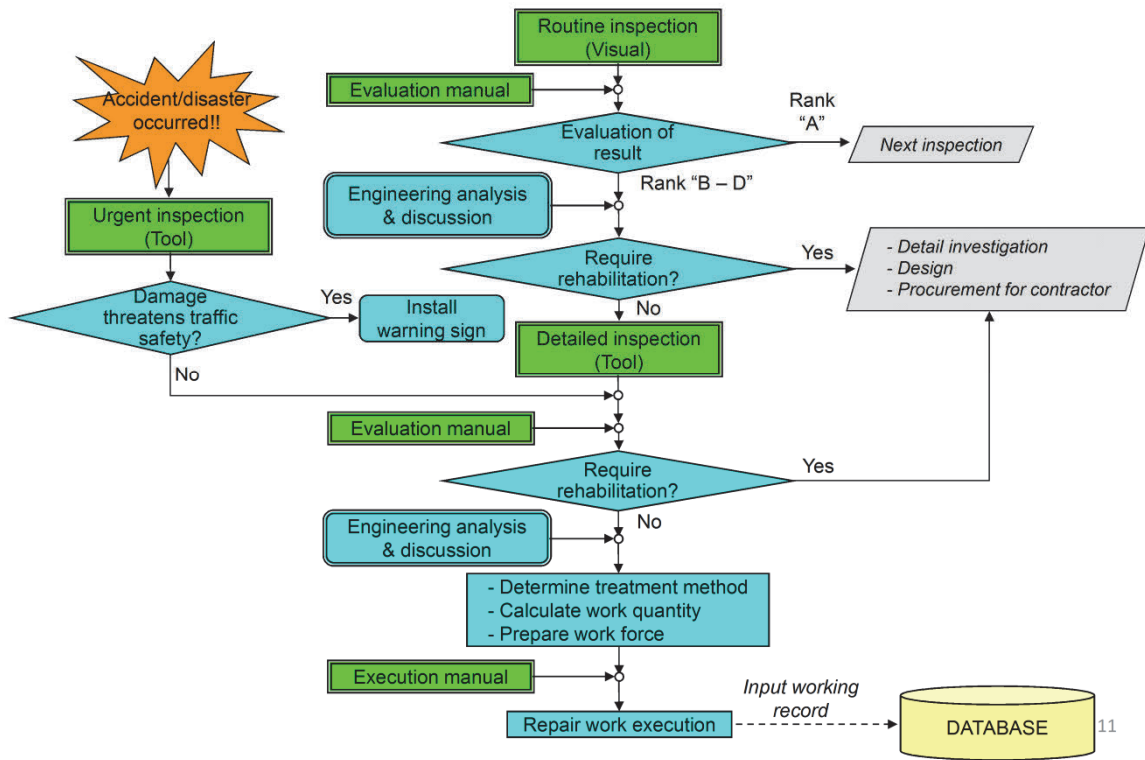 Routine inspection
(Visual)
Accident/disaster
occurred!!
Evaluation manual
Rank
“A”
Evaluation of
result
Next inspection
Rank “B – D”
Engineering analysis
& discussion
Urgent inspection
(Tool)
Require
rehabilitation?
Yes
- Detail investigation
- Design
- Procurement for contractor
No
Damage
threatens traffic
safety?
Yes
Install
warning sign
Detailed inspection
(Tool)
No
Evaluation manual
Require
rehabilitation?
Yes
No
Engineering analysis
& discussion
- Determine treatment method
- Calculate work quantity
- Prepare work force
Execution manual
Input working
record
Repair work execution
DATABASE
11